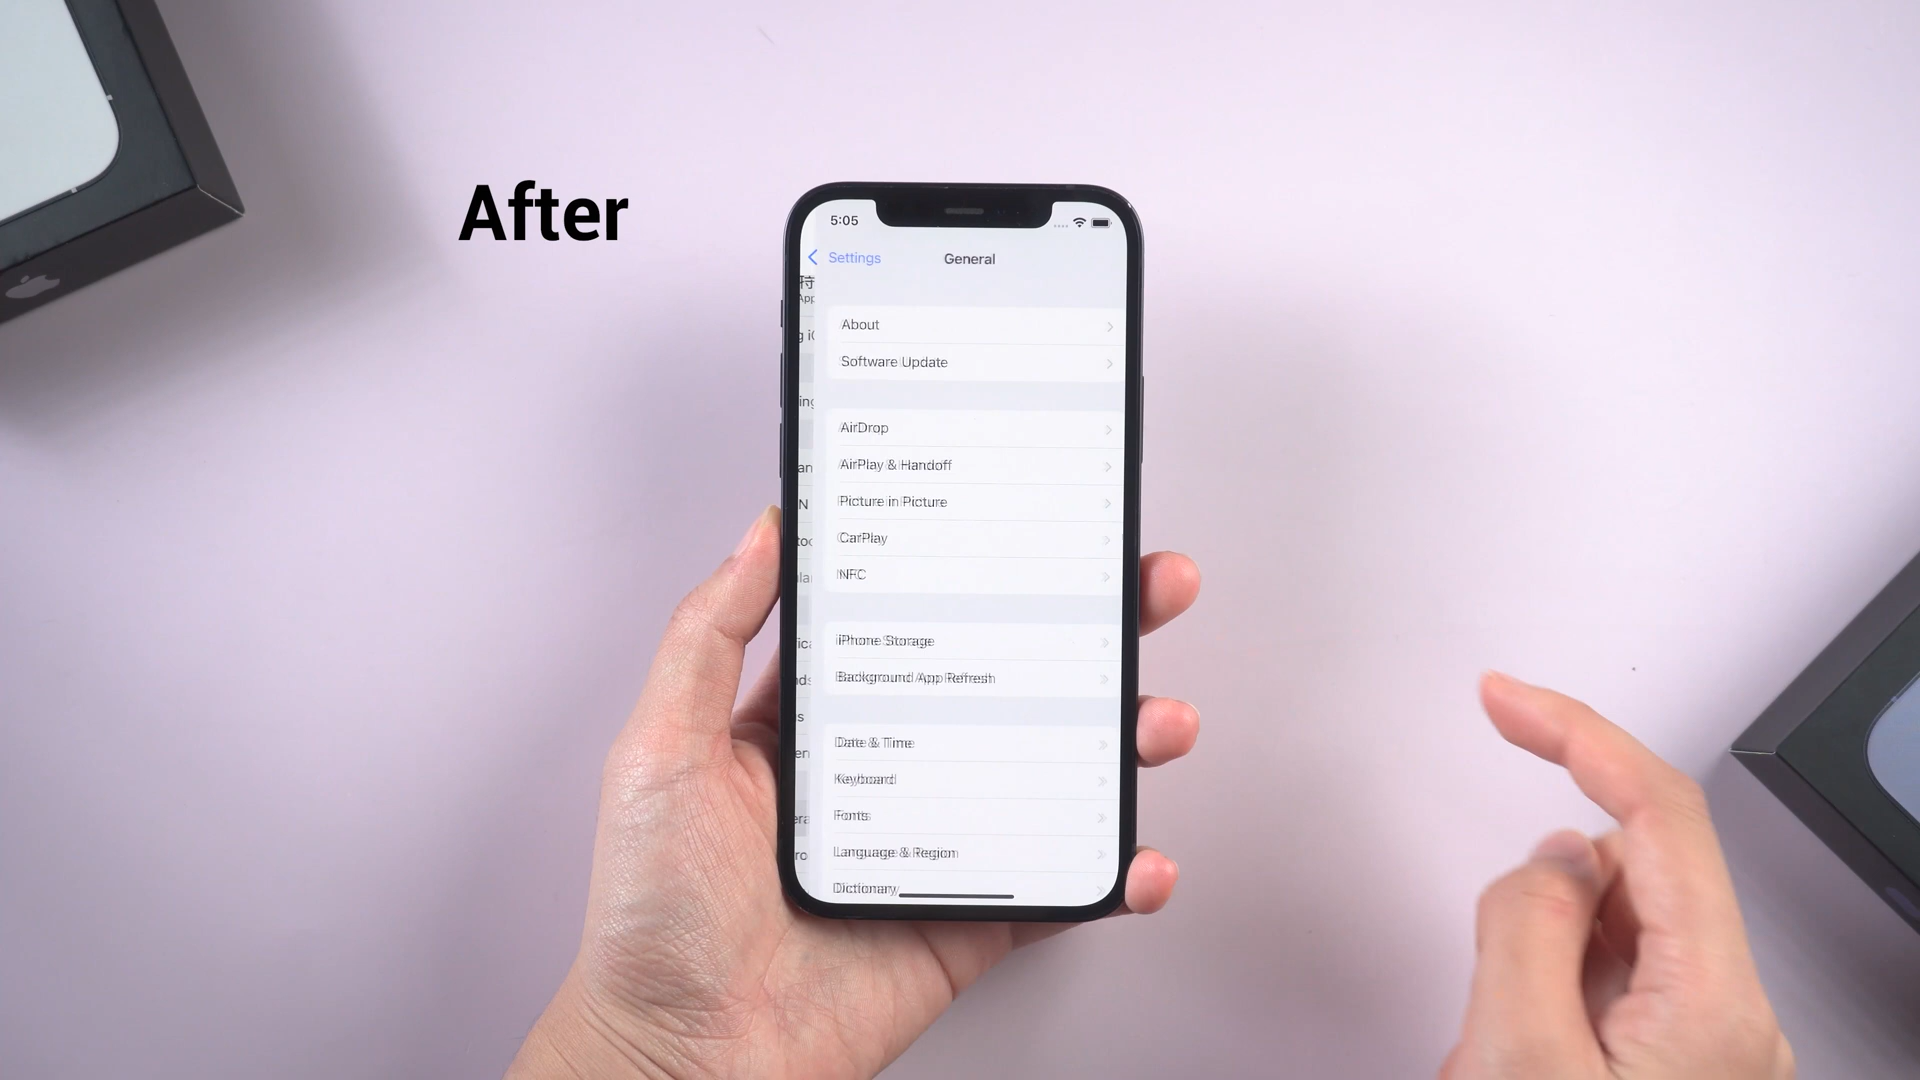 After
5:05
Settings
General
App
About
Software Update
AirDrop
AirPlay & Handoff
Picture in Picture
CarPlay
NFC
iPhone Storage
Background App Refresh
Date & Time
Keyboard
Fonts
Language & Region
Dictionary